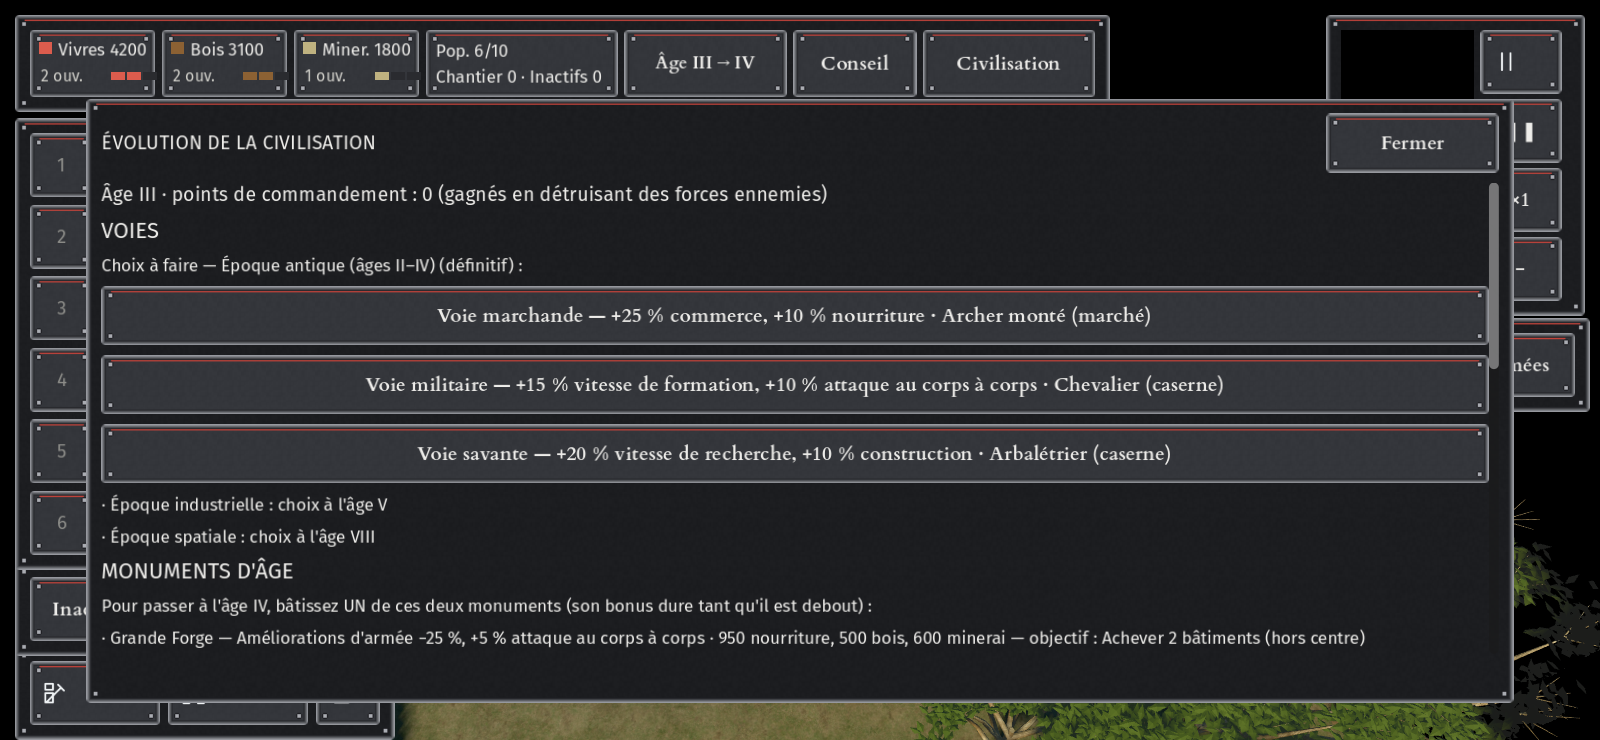 Vivres 4200
2 ouv.
Bois 3100
2 ouv.
Miner. 1800
1 ouv.
Pop. 6/10
Chantier 0 · Inactifs 0
Âge III → IV
Conseil
Civilisation
ÉVOLUTION DE LA CIVILISATION
Fermer
Âge III · points de commandement : 0 (gagnés en détruisant des forces ennemies)
VOIES
Choix à faire — Époque antique (âges II–IV) (définitif) :
Voie marchande — +25 % commerce, +10 % nourriture · Archer monté (marché)
Voie militaire — +15 % vitesse de formation, +10 % attaque au corps à corps · Chevalier (caserne)
Voie savante — +20 % vitesse de recherche, +10 % construction · Arbalétrier (caserne)
· Époque industrielle : choix à l'âge V
· Époque spatiale : choix à l'âge VIII
MONUMENTS D'ÂGE
Pour passer à l'âge IV, bâtissez UN de ces deux monuments (son bonus dure tant qu'il est debout) :
· Grande Forge — Améliorations d'armée −25 %, +5 % attaque au corps à corps · 950 nourriture, 500 bois, 600 minerai — objectif : Achever 2 bâtiments (hors centre)
1
2
3
4
5
6
×1